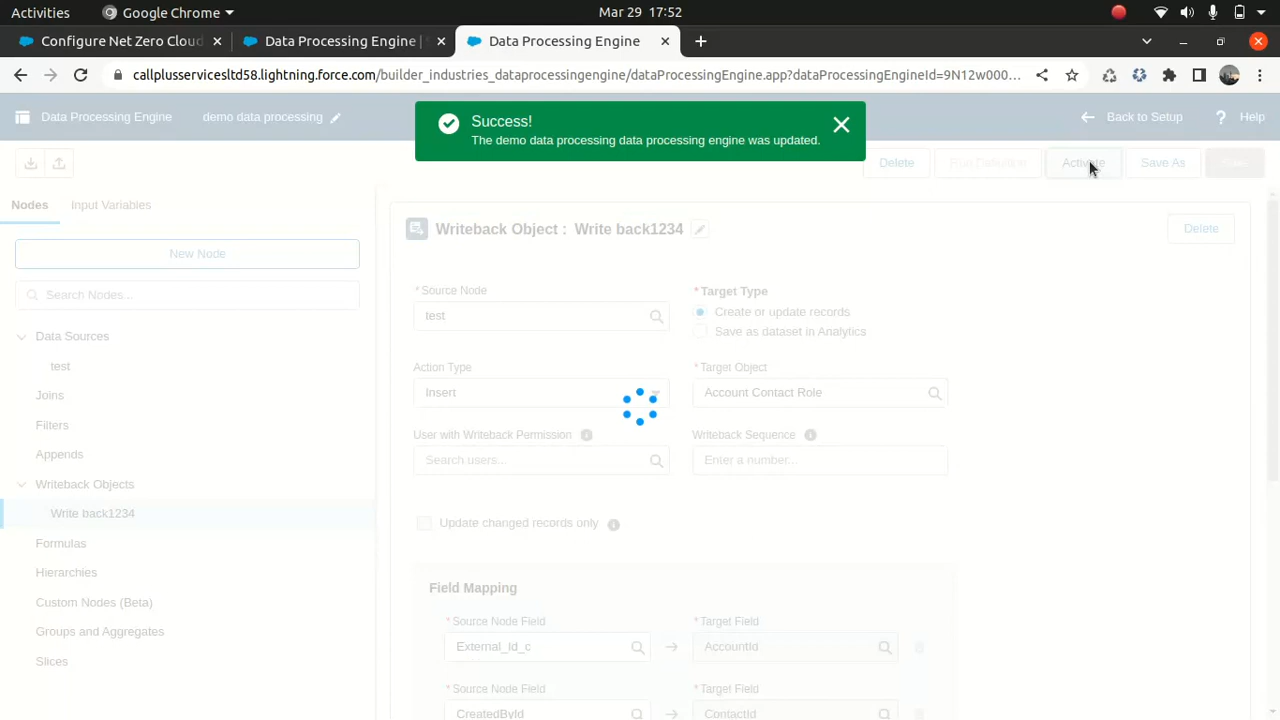 Activities Google Chrome Mar 29 17:52
Configure Net Zero Cloud Data Processing Engine | Data Processing Engine
callplusservicesltd58.lightning.force.com/builder_industries_dataprocessingengine/dataProcessingEngine.app?dataProcessingEngineId=9N12w000...
Data Processing Engine demo data processing Back to Setup ? Help
Success!
The demo data processing data processing engine was updated.
Delete Run Definition Activate Save As Save
Nodes Input Variables
Writeback Object : Write back1234 Delete
New Node
Search Nodes...
*Source Node *Target Type
test Create or update records
Save as dataset in Analytics
Data Sources
test
Action Type *Target Object
Insert Account Contact Role
Joins
Filters
User with Writeback Permission Writeback Sequence
Search users... Enter a number...
Appends
Writeback Objects
Write back1234
Update changed records only
Formulas
Hierarchies
Custom Nodes (Beta)
Groups and Aggregates
Slices
Field Mapping
*Source Node Field *Target Field
External_Id_c AccountId
*Source Node Field *Target Field
CreatedById ContactId